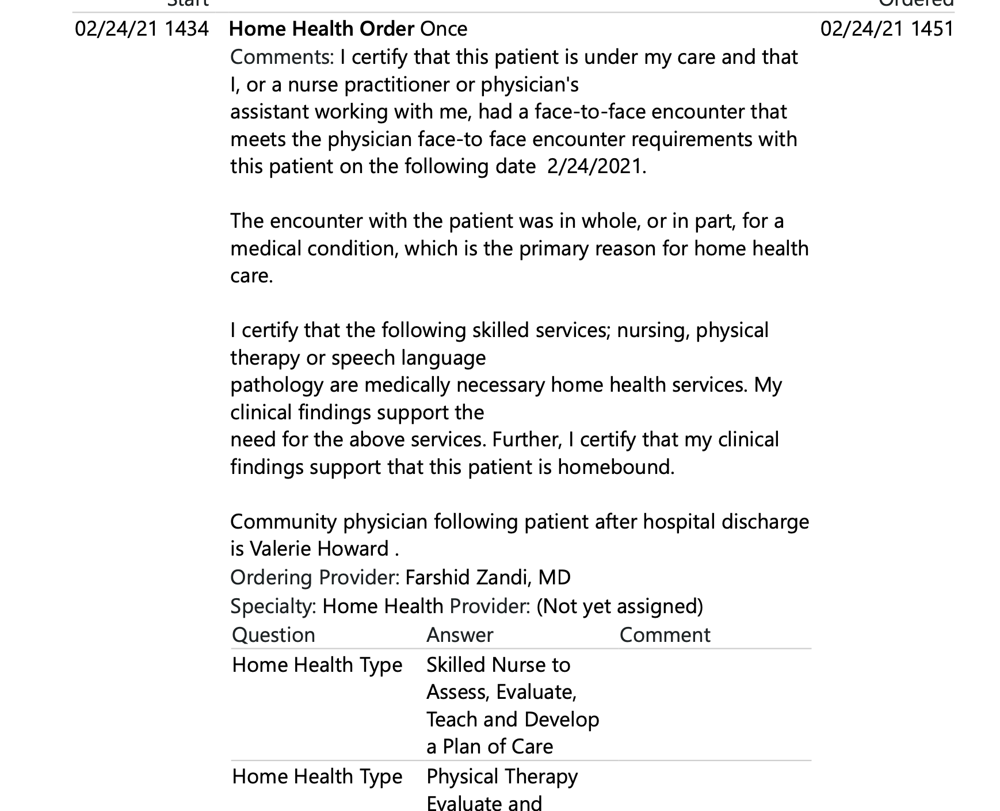 Start Ordered
02/24/21 1434 Home Health Order Once 02/24/21 1451
Comments: I certify that this patient is under my care and that
I, or a nurse practitioner or physician's
assistant working with me, had a face-to-face encounter that
meets the physician face-to face encounter requirements with
this patient on the following date  2/24/2021.
The encounter with the patient was in whole, or in part, for a
medical condition, which is the primary reason for home health
care.
I certify that the following skilled services; nursing, physical
therapy or speech language
pathology are medically necessary home health services. My
clinical findings support the
need for the above services. Further, I certify that my clinical
findings support that this patient is homebound.
Community physician following patient after hospital discharge
is Valerie Howard .
Ordering Provider: Farshid Zandi, MD
Specialty: Home Health Provider: (Not yet assigned)
Question Answer Comment
Home Health Type Skilled Nurse to
Assess, Evaluate,
Teach and Develop
a Plan of Care
Home Health Type Physical Therapy
Evaluate and